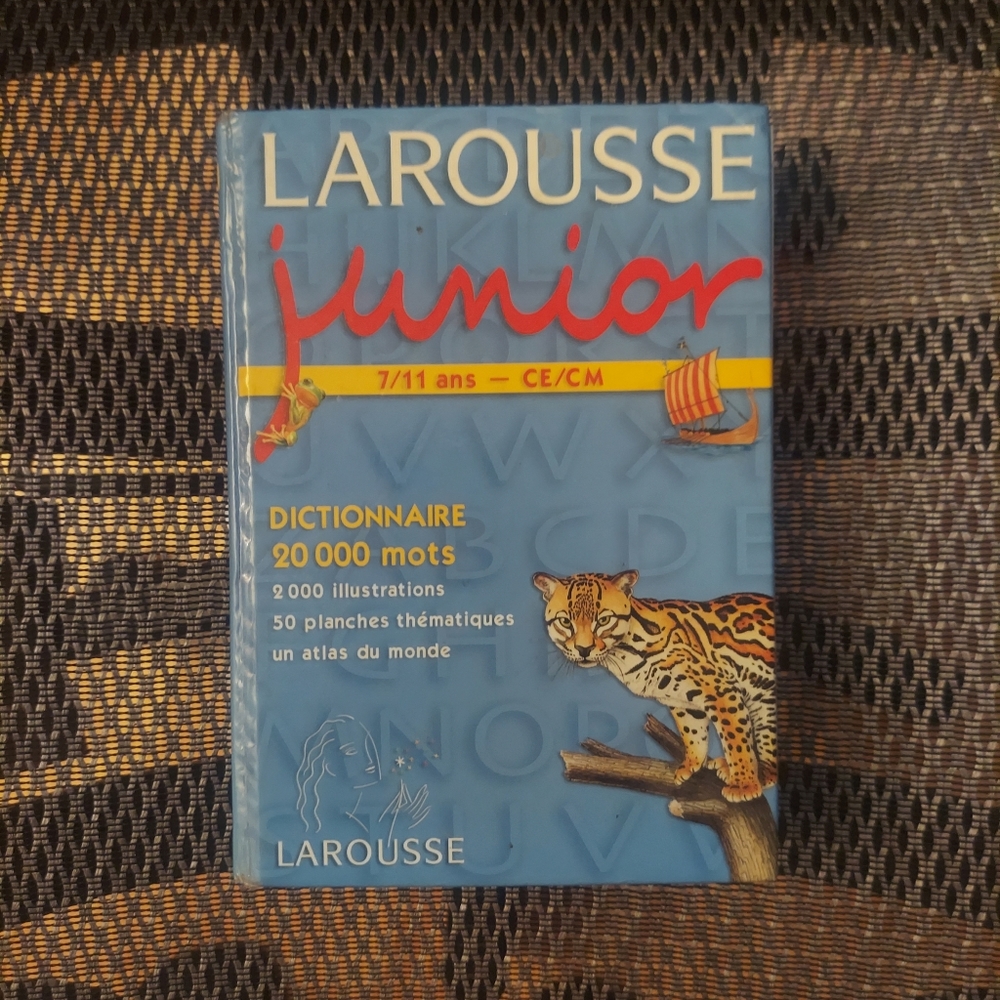 LAROUSSE
junior
7/11 ans — CE/CM
DICTIONNAIRE
20 000 mots
2 000 illustrations
50 planches thématiques
un atlas du monde
LAROUSSE